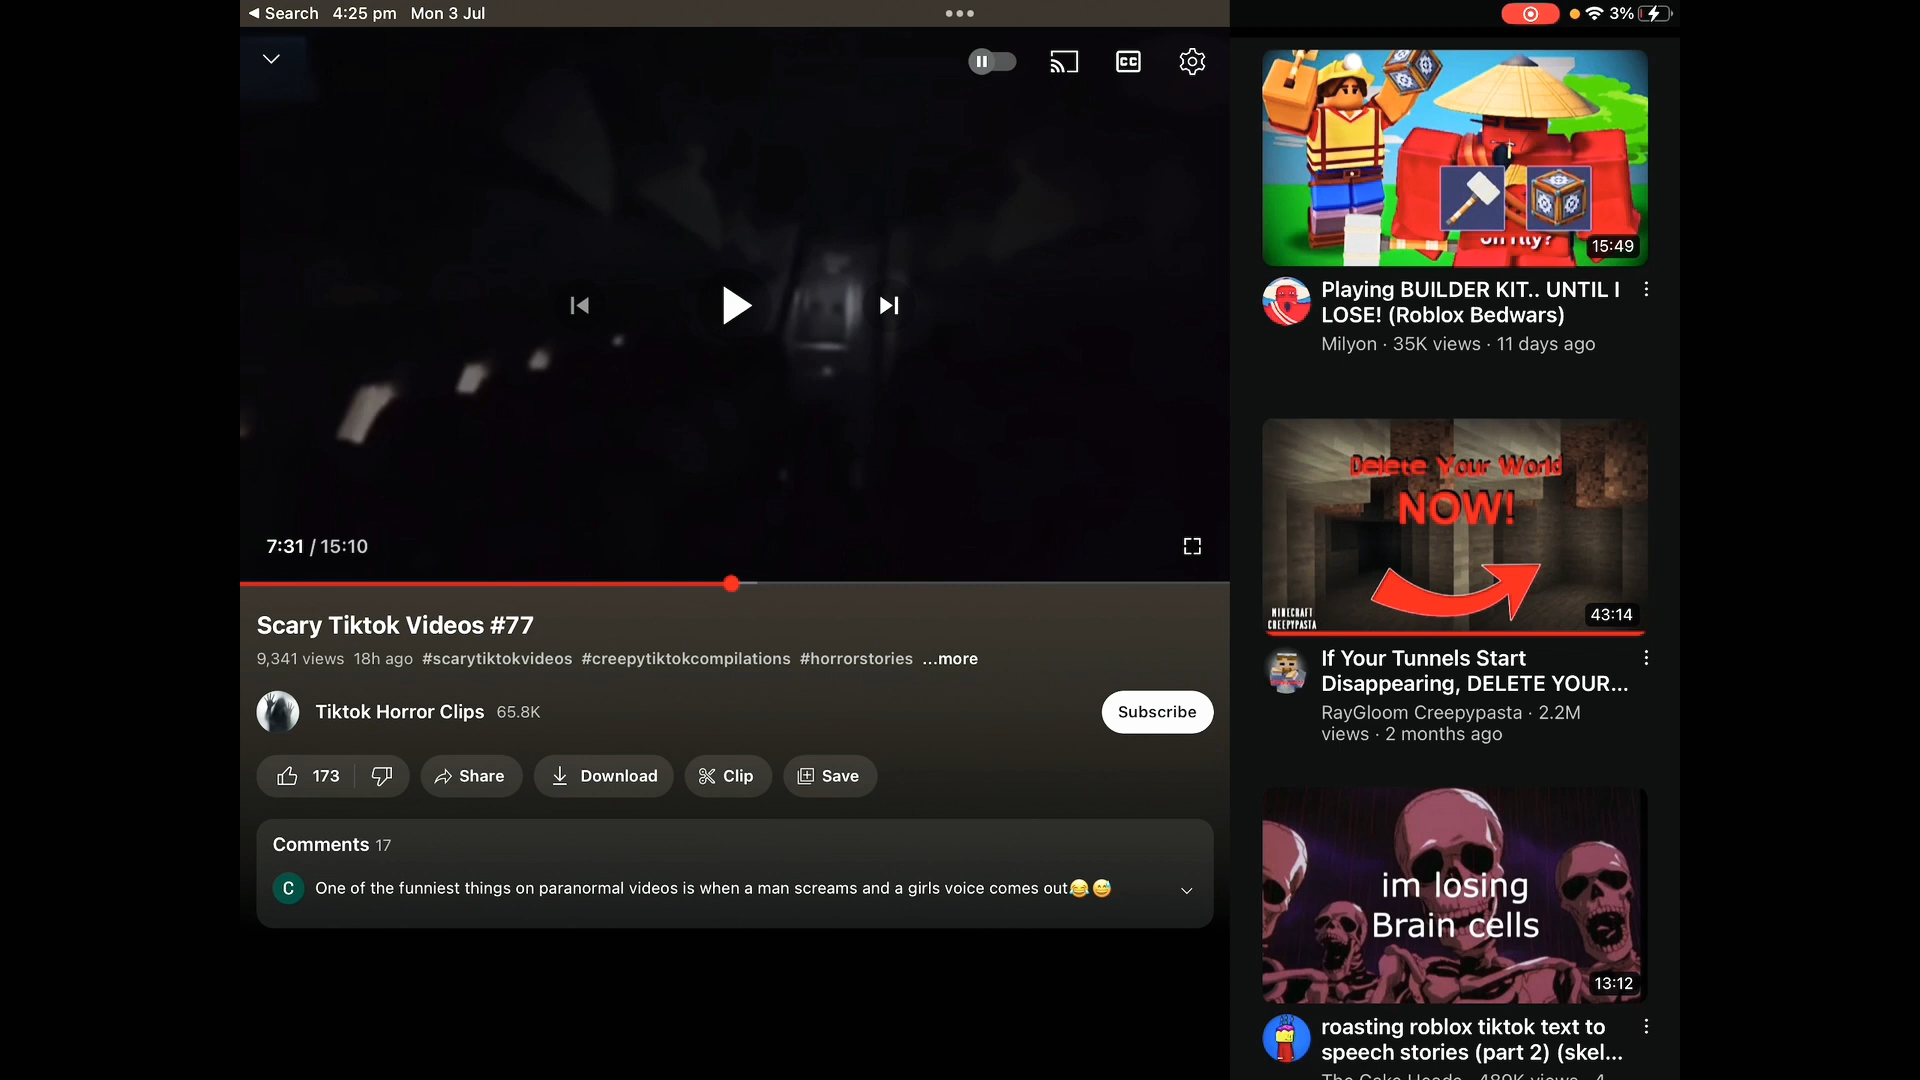 Search 4:25 pm Mon 3 Jul
3%
CC
7:31 / 15:10
Scary Tiktok Videos #77
9,341 views 18h ago #scarytiktokvideos #creepytiktokcompilations #horrorstories ...more
Tiktok Horror Clips 65.8K
Subscribe
173
Share
Download
Clip
Save
Comments 17
C
One of the funniest things on paranormal videos is when a man screams and a girls voice comes out😂 😅
15:49
Playing BUILDER KIT.. UNTIL I
LOSE! (Roblox Bedwars)
Milyon · 35K views · 11 days ago
Delete Your World
NOW!
MINECRAFT
CREEPYPASTA
43:14
If Your Tunnels Start
Disappearing, DELETE YOUR...
RayGloom Creepypasta · 2.2M
views · 2 months ago
im losing
Brain cells
13:12
roasting roblox tiktok text to
speech stories (part 2) (skel...